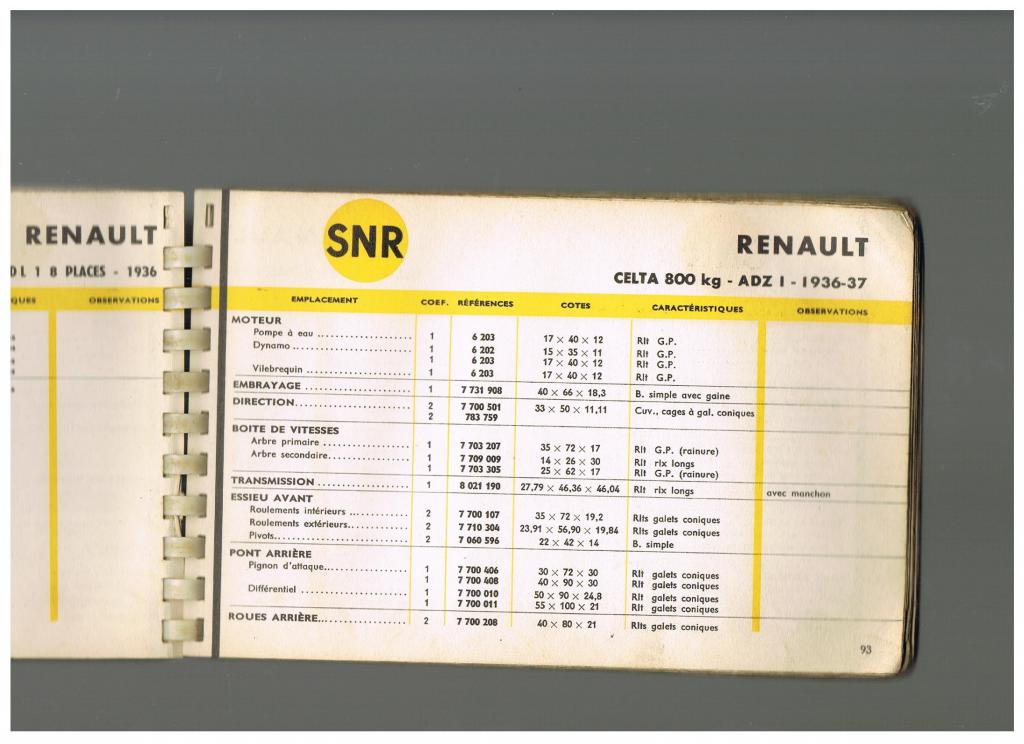 RENAULT
DL 1 8 PLACES - 1936
QUES OBSERVATIONS
SNR
RENAULT
CELTA 800 kg - ADZ 1 - 1936-37
EMPLACEMENT COEF. RÉFÉRENCES COTES CARACTÉRISTIQUES OBSERVATIONS
MOTEUR
Pompe à eau .................... 1 6 203 17 × 40 × 12 Rlt G.P.
Dynamo ......................... 1 6 202 15 × 35 × 11 Rlt G.P.
1 6 203 17 × 40 × 12 Rlt G.P.
Vilebrequin .................... 1 6 203 17 × 40 × 12 Rlt G.P.
EMBRAYAGE .................... 1 7 731 908 40 × 66 × 18,3 B. simple avec gaine
DIRECTION...................... 2 7 700 501 33 × 50 × 11,11 Cuv., cages à gal. coniques
2 783 759
BOITE DE VITESSES
Arbre primaire ................. 1 7 703 207 35 × 72 × 17 Rlt G.P. (rainure)
Arbre secondaire................ 1 7 709 009 14 × 26 × 30 Rlt rlx longs
1 7 703 305 25 × 62 × 17 Rlt G.P. (rainure)
TRANSMISSION .................. 1 8 021 190 27,79 × 46,36 × 46,04 Rlt rlx longs avec manchon
ESSIEU AVANT
Roulements intérieurs .......... 2 7 700 107 35 × 72 × 19,2 Rlts galets coniques
Roulements extérieurs........... 2 7 710 304 23,91 × 56,90 × 19,84 Rlts galets coniques
Pivots.......................... 2 7 060 596 22 × 42 × 14 B. simple
PONT ARRIÈRE
Pignon d'attaque................ 1 7 700 406 30 × 72 × 30 Rlt galets coniques
1 7 700 408 40 × 90 × 30 Rlt galets coniques
Différentiel ................... 1 7 700 010 50 × 90 × 24,8 Rlt galets coniques
1 7 700 011 55 × 100 × 21 Rlt galets coniques
ROUES ARRIÈRE.................. 2 7 700 208 40 × 80 × 21 Rlts galets coniques
93